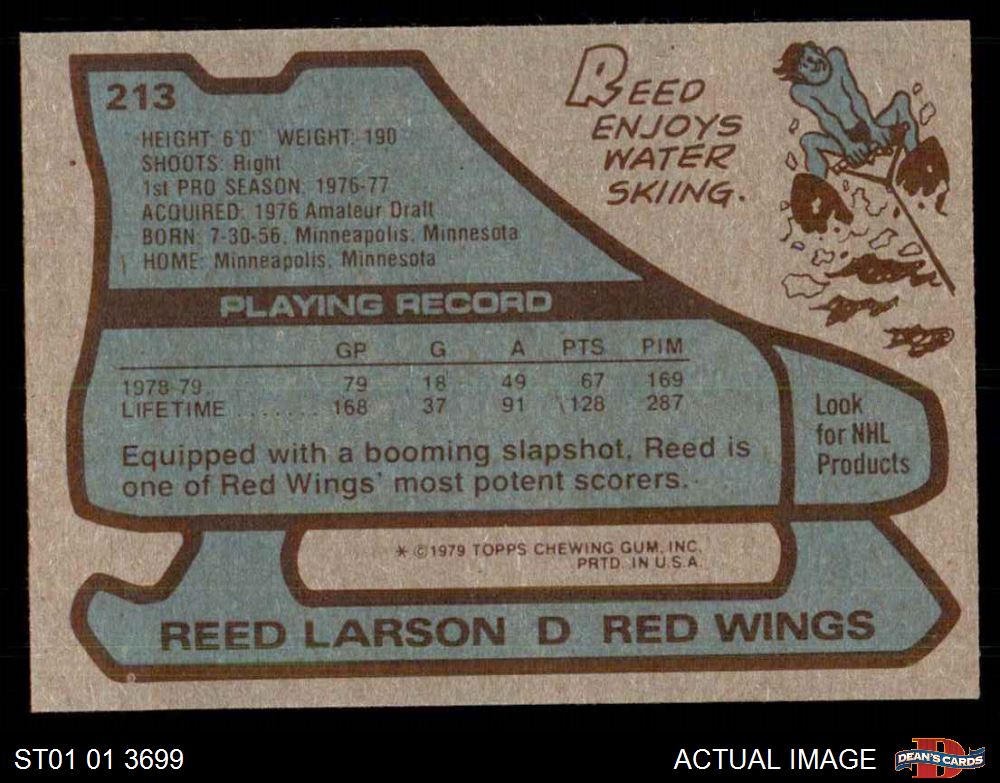 213
HEIGHT: 6'0" WEIGHT: 190
SHOOTS: Right
1st PRO SEASON: 1976-77
ACQUIRED: 1976 Amateur Draft
BORN: 7-30-56, Minneapolis, Minnesota
HOME: Minneapolis, Minnesota
REED
ENJOYS
WATER
SKIING.
PLAYING RECORD
GP G A PTS PIM
1978-79 79 18 49 67 169
LIFETIME ....... 168 37 91 128 287
Equipped with a booming slapshot, Reed is
one of Red Wings' most potent scorers.
Look
for NHL
Products
* © 1979 TOPPS CHEWING GUM, INC.
PRTD. IN U.S.A.
REED LARSON D RED WINGS
ST01 01 3699
ACTUAL IMAGE
D
DEAN'S CARDS